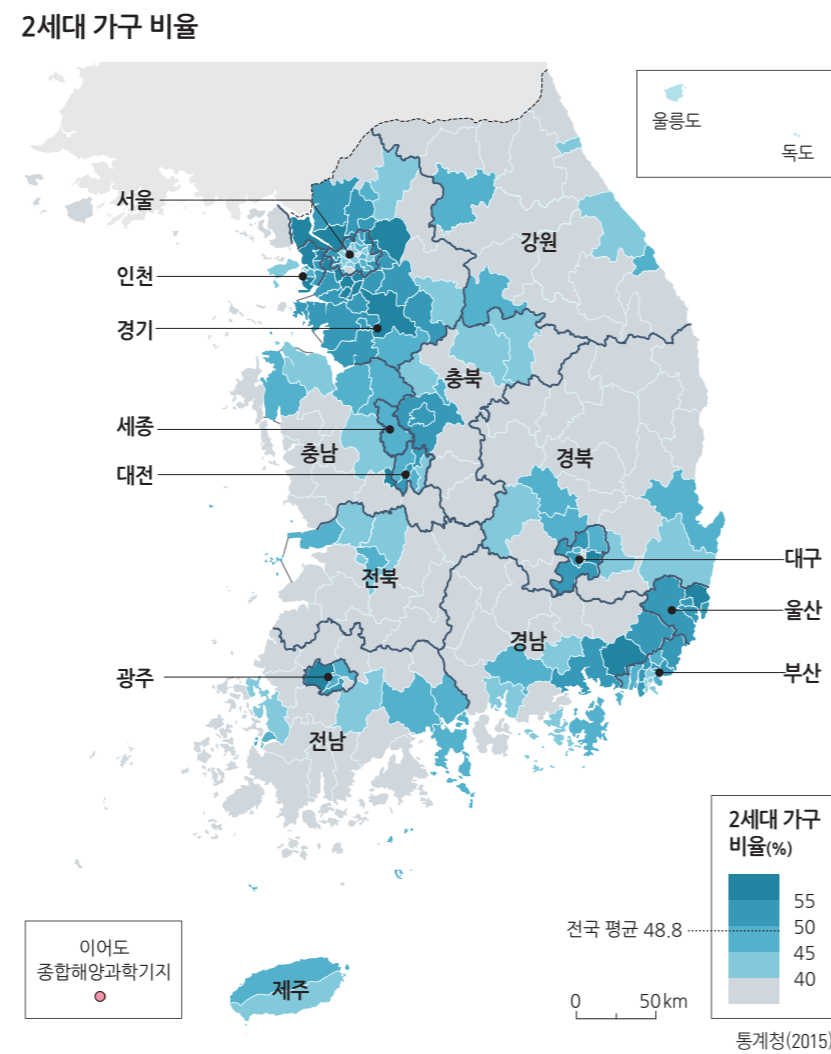 2세대 가구 비율
울릉도
독도
서울
강원
인천
경기
충북
세종
충남
경북
대전
대구
전북
울산
경남
부산
광주
전남
2세대 가구
비율(%)
55
전국 평균 48.8
50
45
40
이어도
종합해양과학기지
제주
0 50km
통계청(2015)